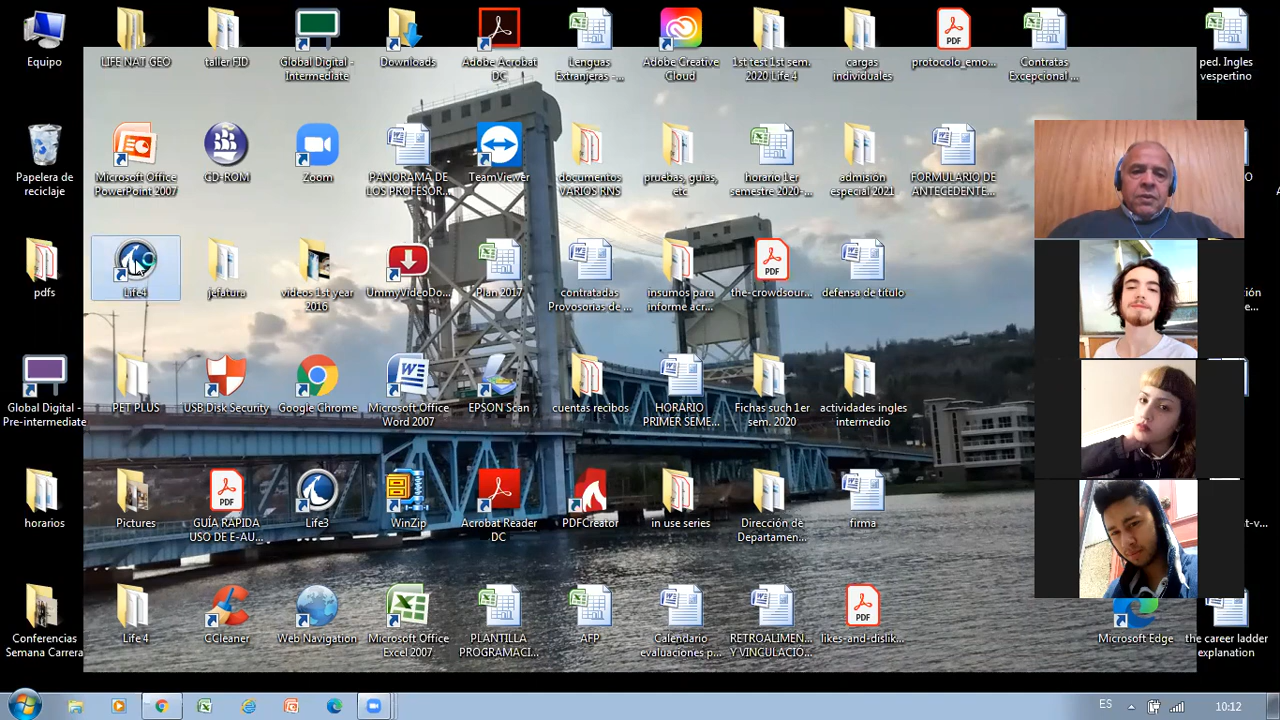 Equipo
LIFE NAT GEO
taller FID
Global Digital -
Intermediate
Downloads
Adobe Acrobat
DC
Lenguas
Extranjeras -...
Adobe Creative
Cloud
1st test 1st sem.
2020 Life 4
cargas
individuales
PDF
protocolo_emo...
Contratas
Excepcional ...
ped. Ingles
vespertino
Papelera de
reciclaje
Microsoft Office
PowerPoint 2007
CD-ROM
Zoom
PANORAMA DE
LOS PROFESOR...
TeamViewer
documentos
VARIOS RNS
pruebas, guias,
etc
horario 1er
semestre 2020-...
admisión
especial 2021
FORMULARIO DE
ANTECEDENTE...
pdfs
Life4
jefatura
videos 1st year
2016
UmmyVideoDo...
Plan 2017
contratadas
Provosorias de ...
insumos para
informe acr...
PDF
the-crowdsour...
defensa de titulo
Global Digital -
Pre-intermediate
PET PLUS
USB Disk Security
Google Chrome
Microsoft Office
Word 2007
EPSON Scan
cuentas recibos
HORARIO
PRIMER SEME...
Fichas such 1er
sem. 2020
actividades ingles
intermedio
horarios
Pictures
PDF
GUÍA RAPIDA
USO DE E-AU...
Life3
WinZip
Acrobat Reader
DC
PDFCreator
in use series
Dirección de
Departamen...
firma
Conferencias
Semana Carrera
Life 4
CCleaner
Web Navigation
Microsoft Office
Excel 2007
PLANTILLA
PROGRAMACI...
AFP
Calendario
evaluaciones p...
RETROALIMEN...
Y VINCULACIÓ...
PDF
likes-and-dislik...
Microsoft Edge
the career ladder
explanation
ES
10:12